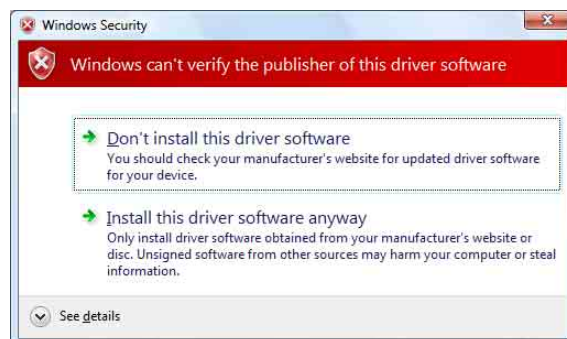 Windows Security
Windows can't verify the publisher of this driver software
Don't install this driver software
You should check your manufacturer's website for updated driver software
for your device.
Install this driver software anyway
Only install driver software obtained from your manufacturer's website or
disc. Unsigned software from other sources may harm your computer or steal
information.
See details